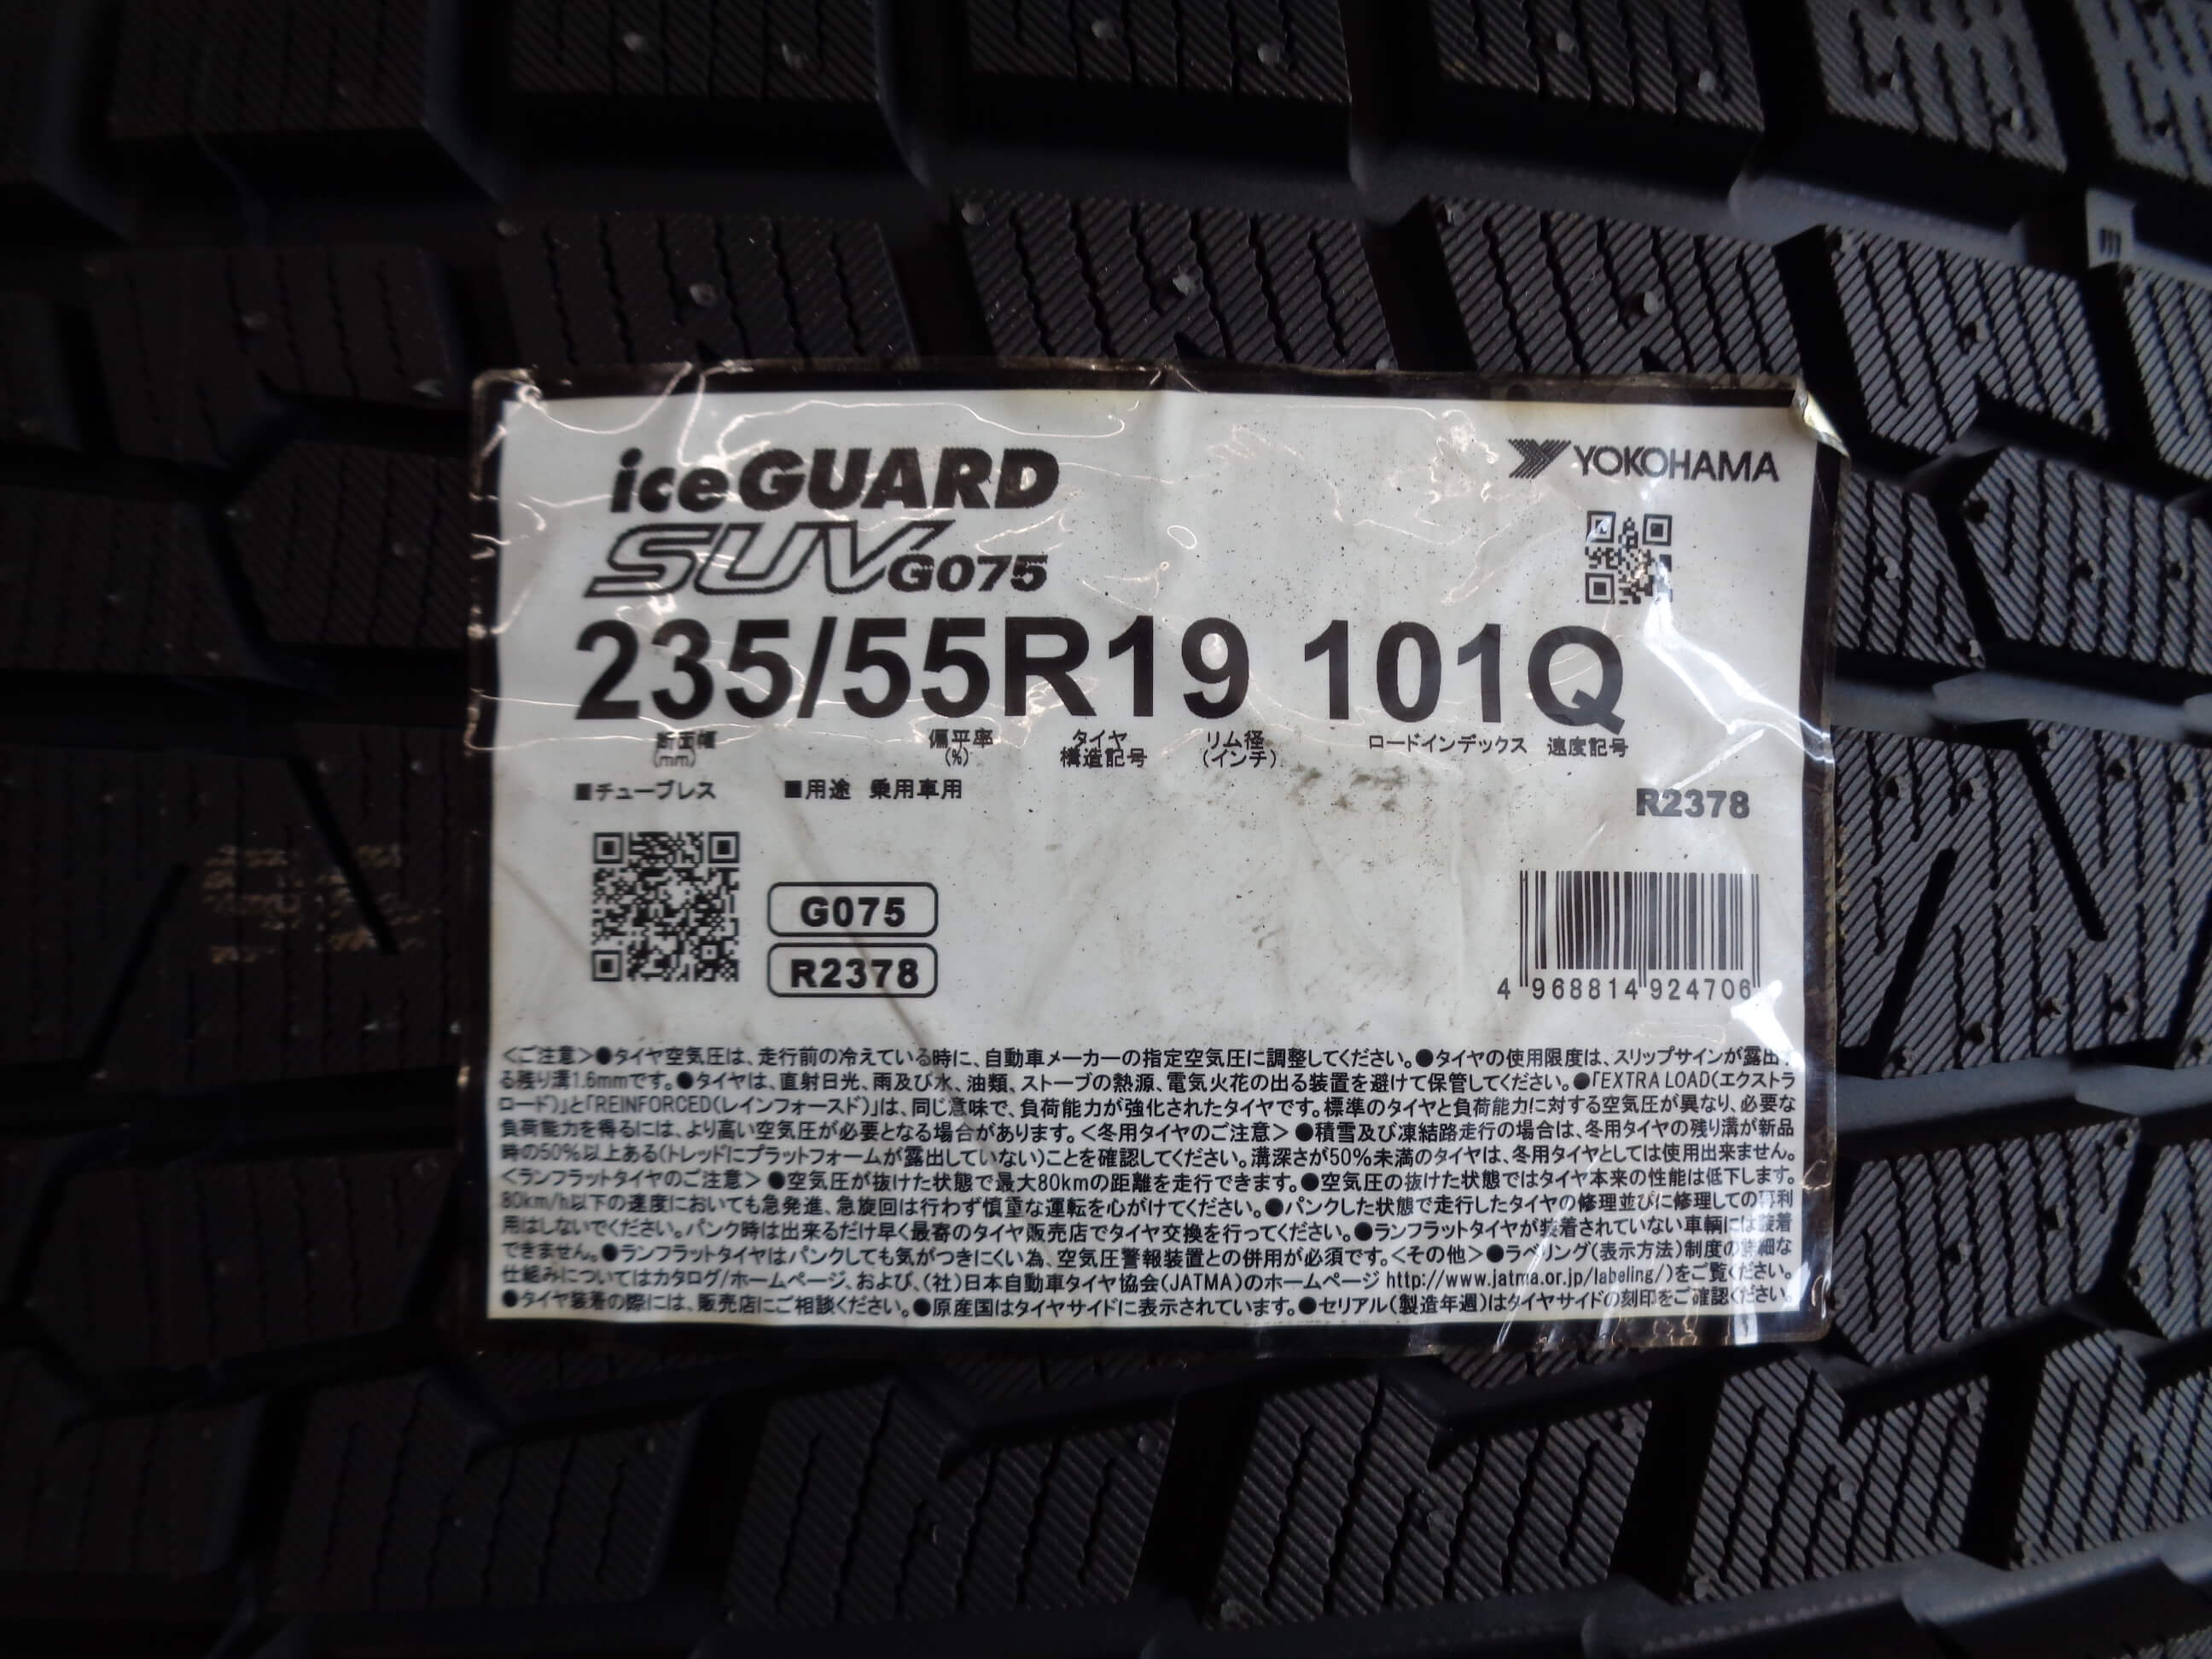 iceGUARD
YOKOHAMA
SUV G075
235/55R19 101Q
断面幅 偏平率 タイヤ リム径 ロードインデックス 速度記号
(mm) (%) 構造記号 (インチ)
■チューブレス ■用途 乗用車用
R2378
G075
R2378
4 968814 924706
<ご注意>●タイヤ空気圧は、走行前の冷えている時に、自動車メーカーの指定空気圧に調整してください。●タイヤの使用限度は、スリップサインが露出す
る残り溝1.6mmです。●タイヤは、直射日光、雨及び水、油類、ストーブの熱源、電気火花の出る装置を避けて保管してください。●「EXTRA LOAD(エクストラ
ロード)」と「REINFORCED(レインフォースド)」は、同じ意味で、負荷能力が強化されたタイヤです。標準のタイヤと負荷能力に対する空気圧が異なり、必要な
負荷能力を得るには、より高い空気圧が必要となる場合があります。<冬用タイヤのご注意>●積雪及び凍結路走行の場合は、冬用タイヤの残り溝が新品
時の50%以上ある(トレッドにプラットフォームが露出していない)ことを確認してください。溝深さが50%未満のタイヤは、冬用タイヤとしては使用出来ません。
<ランフラットタイヤのご注意>●空気圧が抜けた状態で最大80kmの距離を走行できます。●空気圧の抜けた状態ではタイヤ本来の性能は低下します。
80km/h以下の速度においても急発進、急旋回は行わず慎重な運転を心がけてください。●パンクした状態で走行したタイヤの修理並びに修理しての再利
用はしないでください。パンク時は出来るだけ早く最寄のタイヤ販売店でタイヤ交換を行ってください。●ランフラットタイヤが装着されていない車輌には装着
できません。●ランフラットタイヤはパンクしても気がつきにくい為、空気圧警報装置との併用が必須です。<その他>●ラベリング(表示方法)制度の詳細な
仕組みについてはカタログ/ホームページ、および、(社)日本自動車タイヤ協会(JATMA)のホームページ http://www.jatma.or.jp/labeling/)をご覧ください。
●タイヤ装着の際には、販売店にご相談ください。●原産国はタイヤサイドに表示されています。●セリアル(製造年週)はタイヤサイドの刻印をご確認ください。